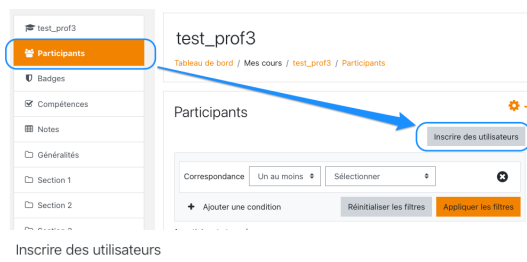 test_prof3
Participants
Badges
Compétences
Notes
Généralités
Section 1
Section 2
test_prof3
Tableau de bord / Mes cours / test_prof3 / Participants
Participants
Inscrire des utilisateurs
Correspondance Un au moins Sélectionner
Ajouter une condition Réinitialiser les filtres Appliquer les filtres
Inscrire des utilisateurs